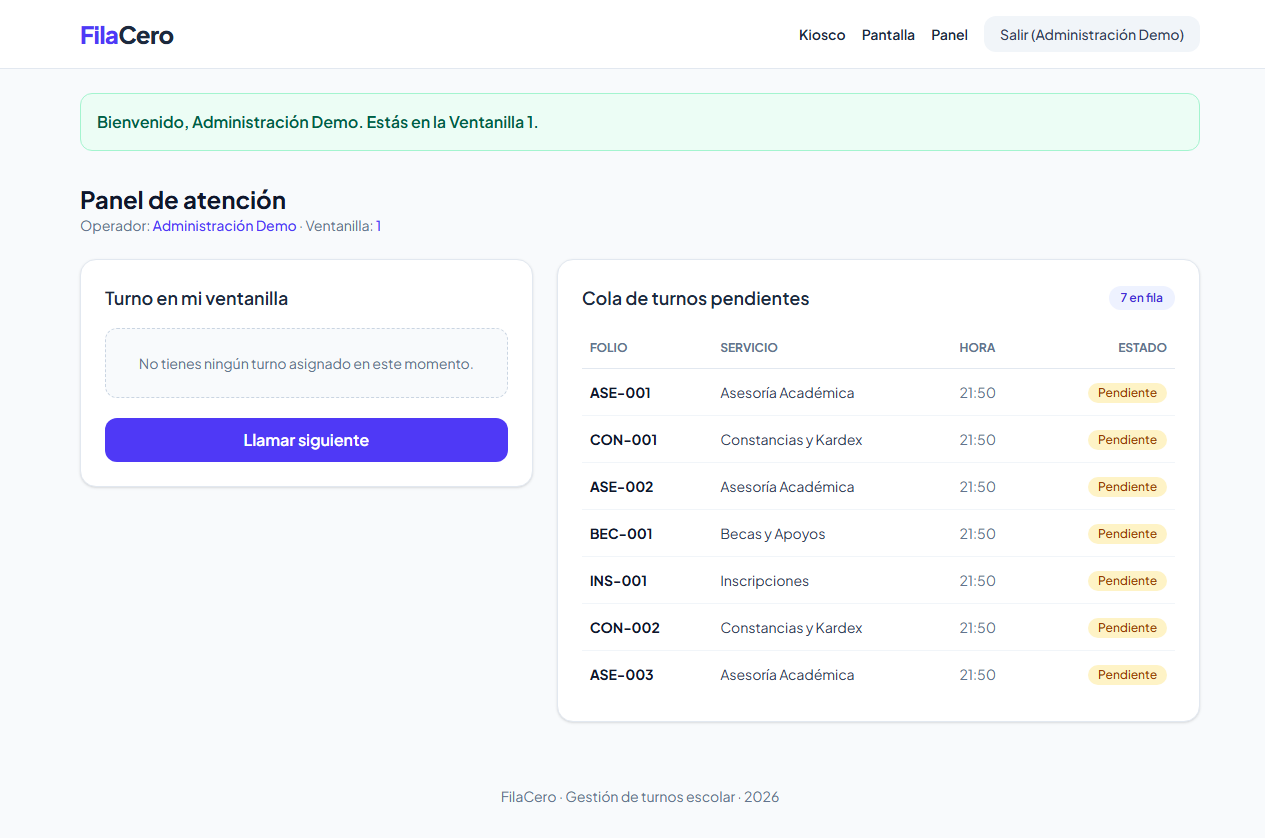 FilaCero
Kiosco Pantalla Panel Salir (Administración Demo)
Bienvenido, Administración Demo. Estás en la Ventanilla 1.
Panel de atención
Operador: Administración Demo · Ventanilla: 1
Turno en mi ventanilla
No tienes ningún turno asignado en este momento.
Llamar siguiente
Cola de turnos pendientes
7 en fila
FOLIO SERVICIO HORA ESTADO
ASE-001 Asesoría Académica 21:50 Pendiente
CON-001 Constancias y Kardex 21:50 Pendiente
ASE-002 Asesoría Académica 21:50 Pendiente
BEC-001 Becas y Apoyos 21:50 Pendiente
INS-001 Inscripciones 21:50 Pendiente
CON-002 Constancias y Kardex 21:50 Pendiente
ASE-003 Asesoría Académica 21:50 Pendiente
FilaCero · Gestión de turnos escolar · 2026